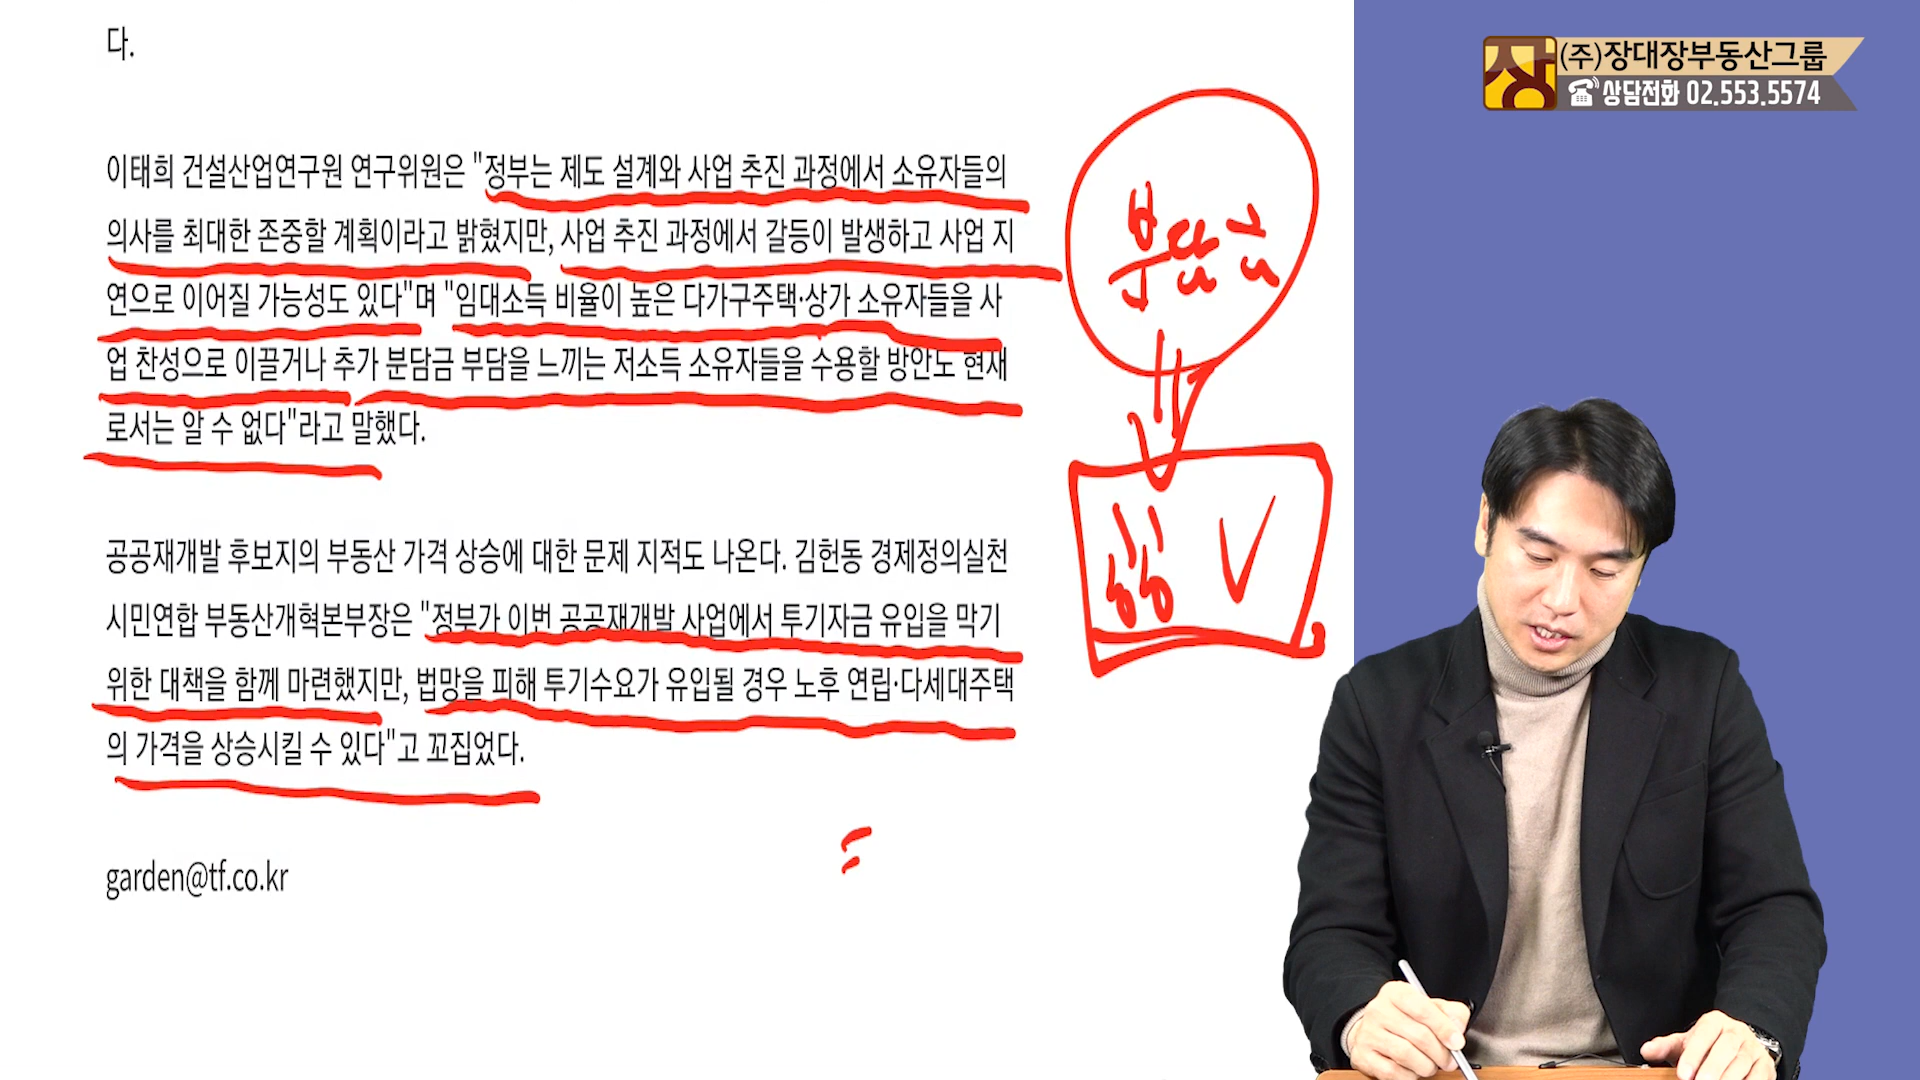 다.
이태희 건설산업연구원 연구위원은 "정부는 제도 설계와 사업 추진 과정에서 소유자들의
의사를 최대한 존중할 계획이라고 밝혔지만, 사업 추진 과정에서 갈등이 발생하고 사업 지
연으로 이어질 가능성도 있다"며 "임대소득 비율이 높은 다가구주택·상가 소유자들을 사
업 찬성으로 이끌거나 추가 분담금 부담을 느끼는 저소득 소유자들을 수용할 방안도 현재
로서는 알 수 없다"라고 말했다.
공공재개발 후보지의 부동산 가격 상승에 대한 문제 지적도 나온다. 김헌동 경제정의실천
시민연합 부동산개혁본부장은 "정부가 이번 공공재개발 사업에서 투기자금 유입을 막기
위한 대책을 함께 마련했지만, 법망을 피해 투기수요가 유입될 경우 노후 연립·다세대주택
의 가격을 상승시킬 수 있다"고 꼬집었다.
garden@tf.co.kr
부담금
장
(주)장대장부동산그룹
상담전화 02.553.5574